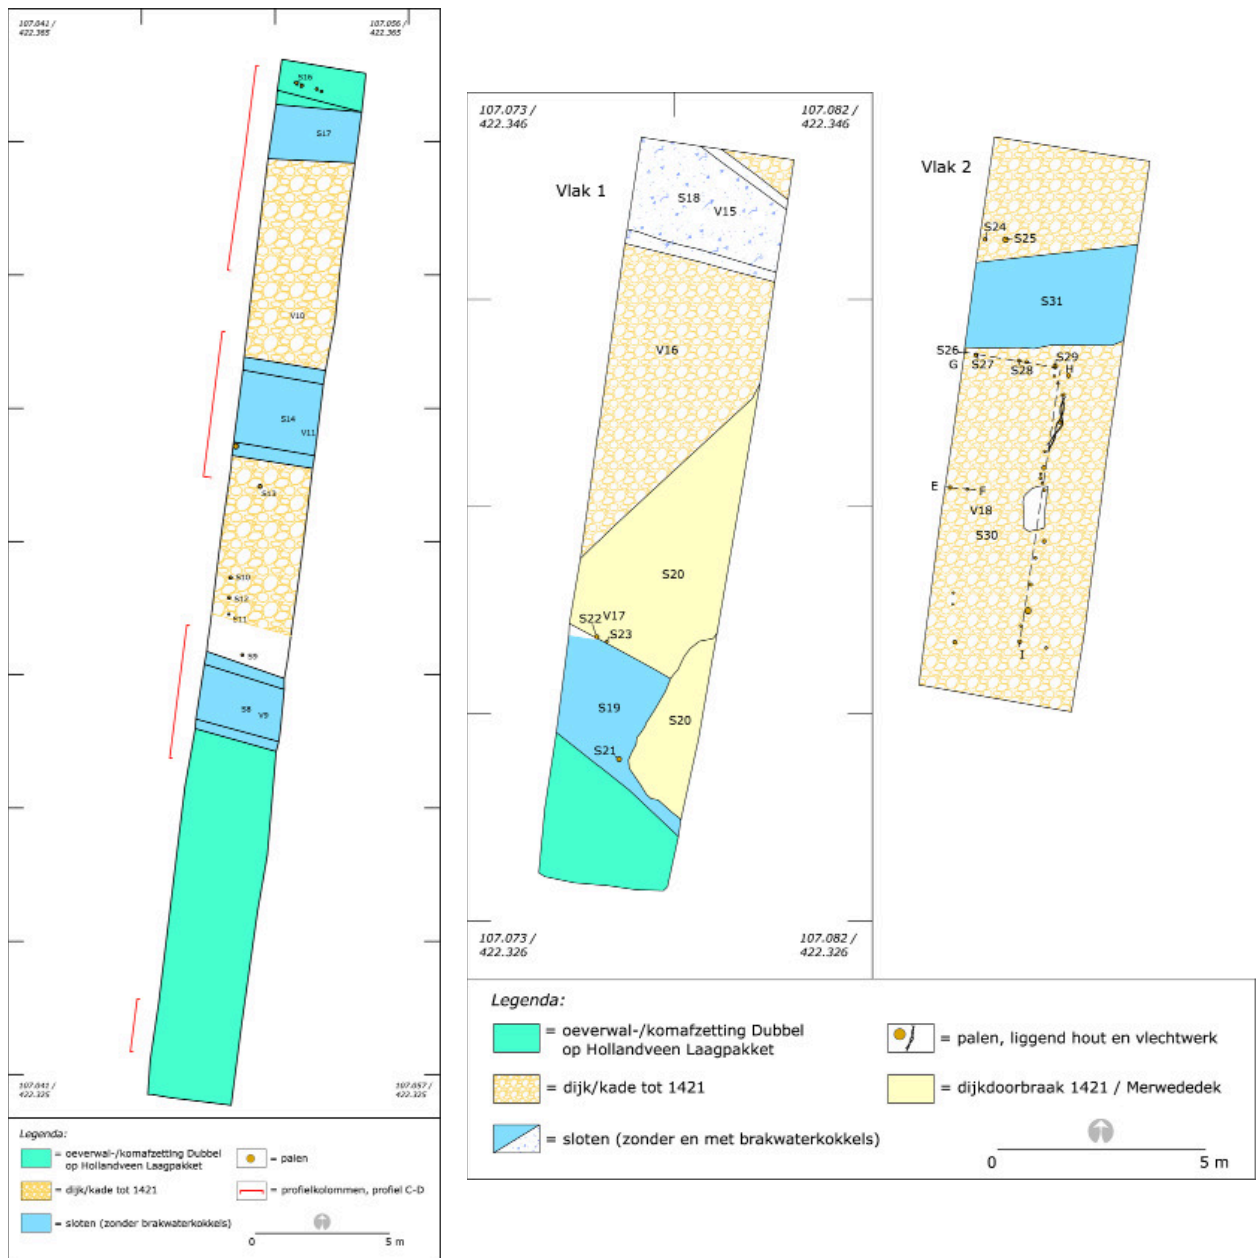 107.041 /
422.365
107.056 /
422.365
S16
S17
V10
S14
V11
S13
S10
S12
S11
S9
S8
V9
107.041 /
422.325
107.057 /
422.325
Legenda:
= oeverwal-/komafzetting Dubbel
op Hollandveen Laagpakket
= palen
= dijk/kade tot 1421
= profielkolommen, profiel C-D
= sloten (zonder brakwaterkokkels)
0
5 m
107.073 /
422.346
107.082 /
422.346
Vlak 1
S18
V15
V16
S20
S22
V17
S23
S19
S20
S21
107.073 /
422.326
107.082 /
422.326
Vlak 2
S24
S25
S31
S26
G
S27
S28
S29
H
E
F
V18
S30
I
Legenda:
= oeverwal-/komafzetting Dubbel
op Hollandveen Laagpakket
= palen, liggend hout en vlechtwerk
= dijk/kade tot 1421
= dijkdoorbraak 1421 / Merwededek
= sloten (zonder en met brakwaterkokkels)
0
5 m